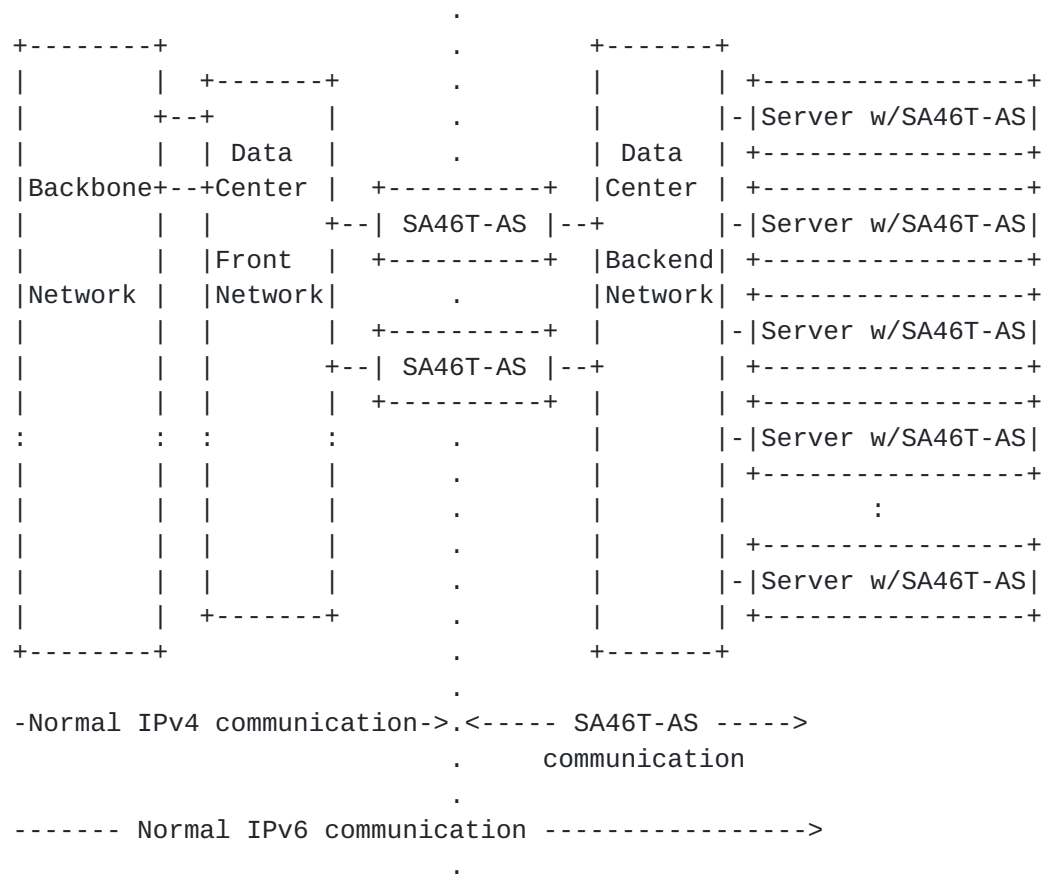 .
+--------+                  .        +-------+
|        |  +-------+       .        |       | +-----------------+
|        +--+       |       .        |       |-|Server w/SA46T-AS|
|        |  | Data  |       .        | Data  | +-----------------+
|Backbone+--+Center |  +----------+  |Center | +-----------------+
|        |  |       +--| SA46T-AS |--+       |-|Server w/SA46T-AS|
|        |  |Front  |  +----------+  |Backend| +-----------------+
|Network |  |Network|       .        |Network| +-----------------+
|        |  |       |  +----------+  |       |-|Server w/SA46T-AS|
|        |  |       +--| SA46T-AS |--+       | +-----------------+
|        |  |       |  +----------+  |       | +-----------------+
:        :  :       :       .        |       |-|Server w/SA46T-AS|
|        |  |       |       .        |       | +-----------------+
|        |  |       |       .        |       |         :
|        |  |       |       .        |       | +-----------------+
|        |  |       |       .        |       |-|Server w/SA46T-AS|
|        |  +-------+       .        |       | +-----------------+
+--------+                  .        +-------+
                            .
-Normal IPv4 communication->.<----- SA46T-AS ----->
                            .     communication
                            .
------- Normal IPv6 communication ----------------->
                            .